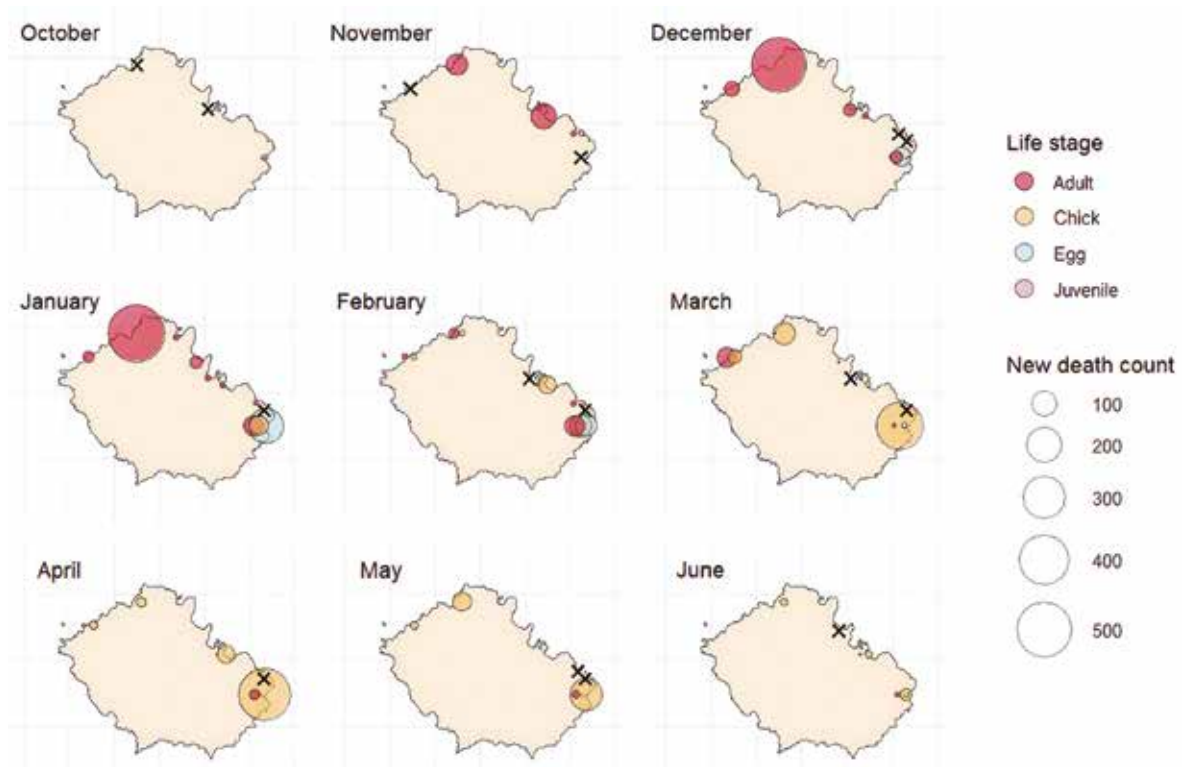 October
November
December
January
February
March
April
May
June
Life stage
Adult
Chick
Egg
Juvenile
New death count
100
200
300
400
500